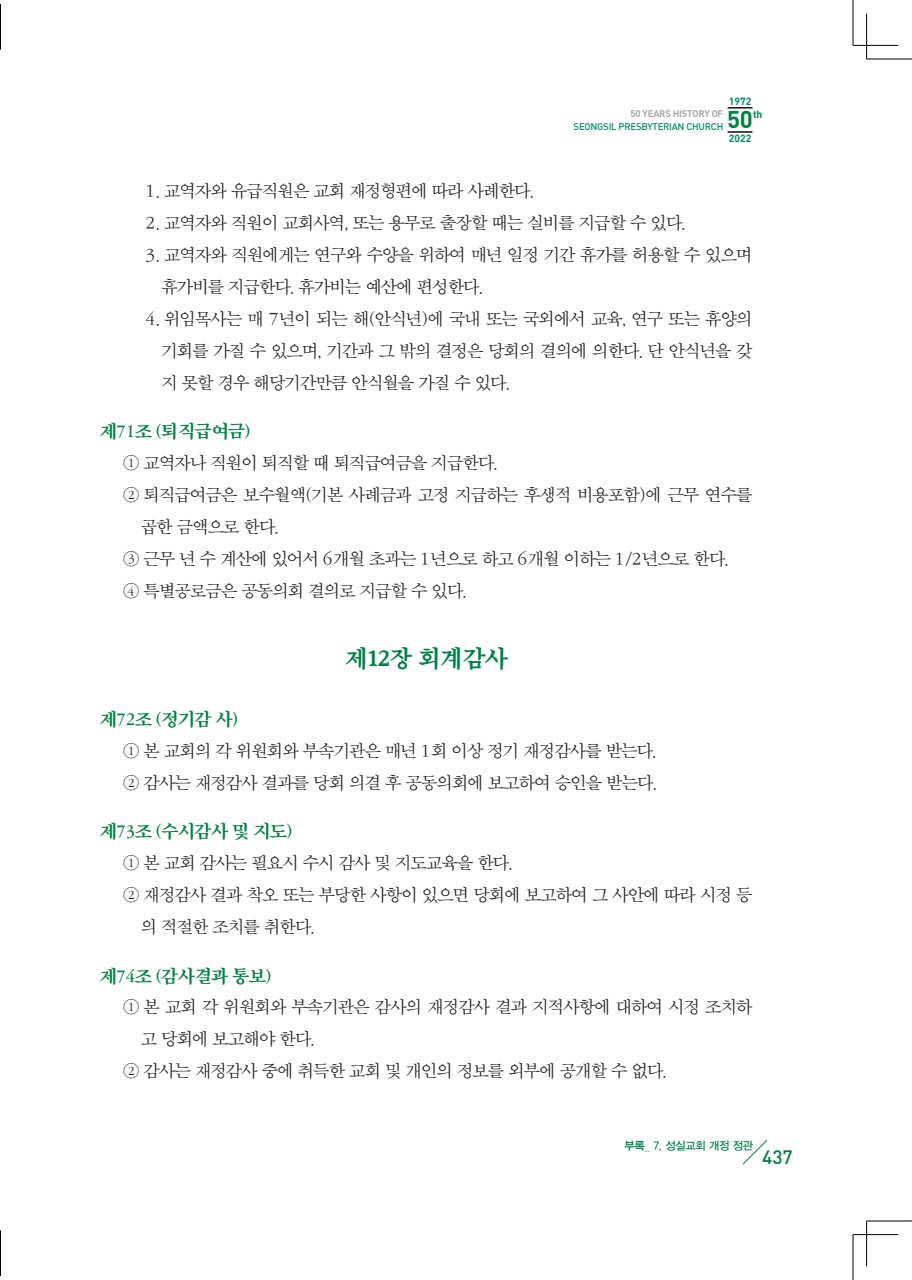 50 YEARS HISTORY OF
SEONGSIL PRESBYTERIAN CHURCH
1972
50th
2022
1. 교역자와 유급직원은 교회 재정형편에 따라 사례한다.
2. 교역자와 직원이 교회사역, 또는 용무로 출장할 때는 실비를 지급할 수 있다.
3. 교역자와 직원에게는 연구와 수양을 위하여 매년 일정 기간 휴가를 허용할 수 있으며
휴가비를 지급한다. 휴가비는 예산에 편성한다.
4. 위임목사는 매 7년이 되는 해(안식년)에 국내 또는 국외에서 교육, 연구 또는 휴양의
기회를 가질 수 있으며, 기간과 그 밖의 결정은 당회의 결의에 의한다. 단 안식년을 갖
지 못할 경우 해당기간만큼 안식월을 가질 수 있다.
제71조 (퇴직급여금)
① 교역자나 직원이 퇴직할 때 퇴직급여금을 지급한다.
② 퇴직급여금은 보수월액(기본 사례금과 고정 지급하는 후생적 비용포함)에 근무 연수를
곱한 금액으로 한다.
③ 근무 년 수 계산에 있어서 6개월 초과는 1년으로 하고 6개월 이하는 1/2년으로 한다.
④ 특별공로금은 공동의회 결의로 지급할 수 있다.
제12장 회계감사
제72조 (정기감 사)
① 본 교회의 각 위원회와 부속기관은 매년 1회 이상 정기 재정감사를 받는다.
② 감사는 재정감사 결과를 당회 의결 후 공동의회에 보고하여 승인을 받는다.
제73조 (수시감사 및 지도)
① 본 교회 감사는 필요시 수시 감사 및 지도교육을 한다.
② 재정감사 결과 착오 또는 부당한 사항이 있으면 당회에 보고하여 그 사안에 따라 시정 등
의 적절한 조치를 취한다.
제74조 (감사결과 통보)
① 본 교회 각 위원회와 부속기관은 감사의 재정감사 결과 지적사항에 대하여 시정 조치하
고 당회에 보고해야 한다.
② 감사는 재정감사 중에 취득한 교회 및 개인의 정보를 외부에 공개할 수 없다.
부록_ 7. 성실교회 개정 정관
437